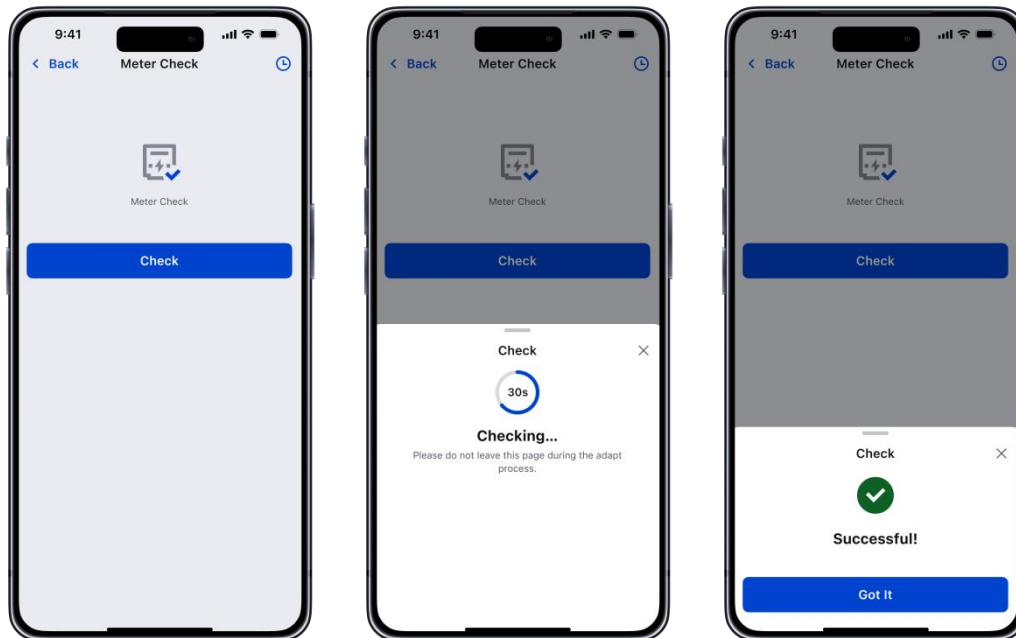 9:41
Back
Meter Check
Meter Check
Check
9:41
Back
Meter Check
Meter Check
Check
Check
30s
Checking...
Please do not leave this page during the adapt
process.
9:41
Back
Meter Check
Meter Check
Check
Check
Successful!
Got It